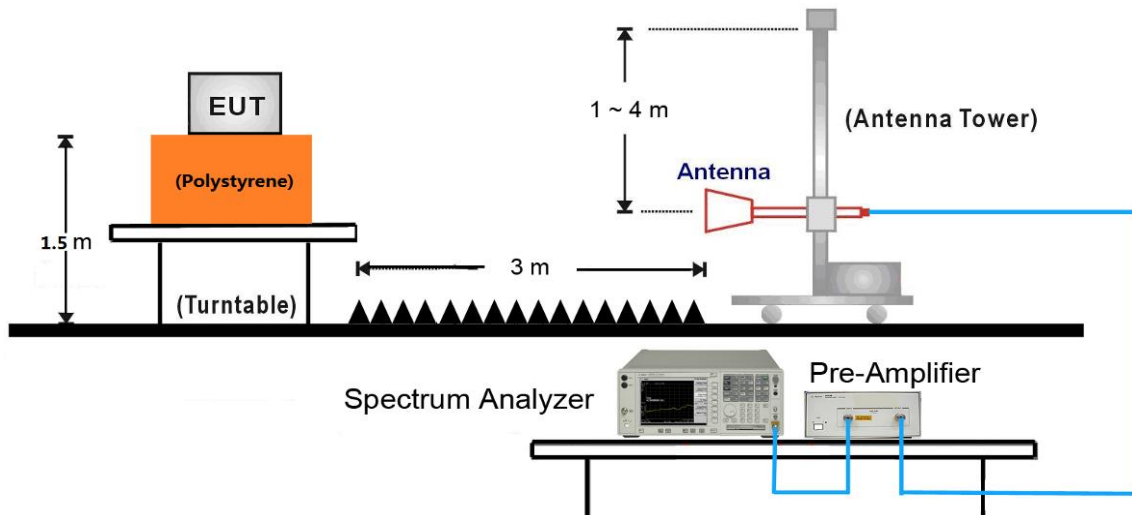 EUT
(Polystyrene)
1.5 m
(Turntable)
3 m
1 ~ 4 m
Antenna
(Antenna Tower)
Spectrum Analyzer
Pre-Amplifier